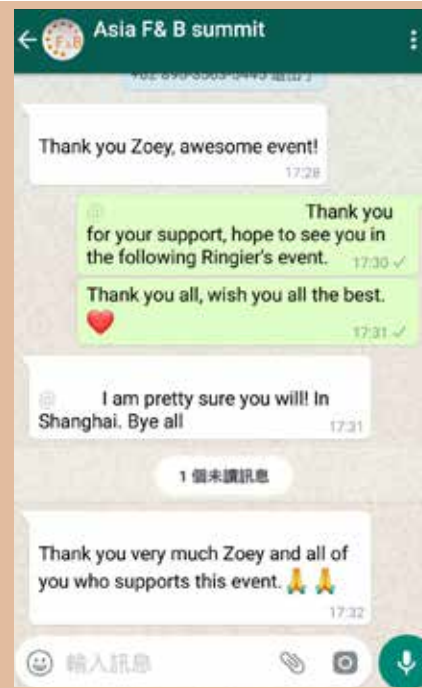 Asia F& B summit
Thank you Zoey, awesome event!
17:28
@
Thank you
for your support, hope to see you in
the following Ringier's event.
17:30
Thank you all, wish you all the best.
17:31
@
I am pretty sure you will! In
Shanghai. Bye all
17:31
1 個未讀訊息
Thank you very much Zoey and all of
you who supports this event.
17:32
輸入訊息